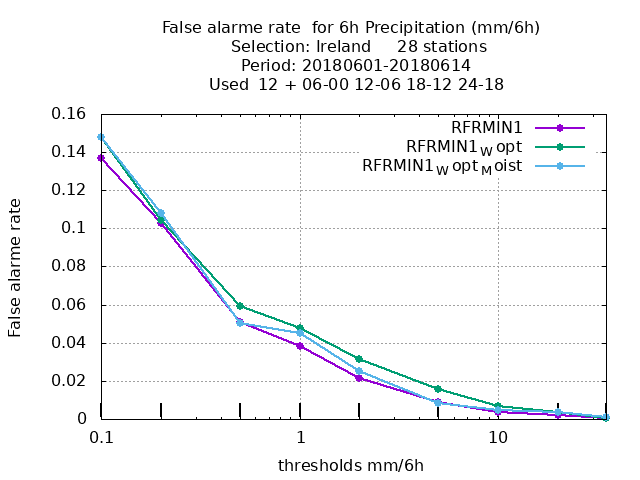 False alarme rate  for 6h Precipitation (mm/6h)
Selection: Ireland     28 stations
Period: 20180601-20180614
Used  12 + 06-00 12-06 18-12 24-18
RFRMIN1
RFRMIN1Wopt
RFRMIN1WoptMoist
False alarme rate
0.16
0.14
0.12
0.1
0.08
0.06
0.04
0.02
0
0.1
1
10
thresholds mm/6h